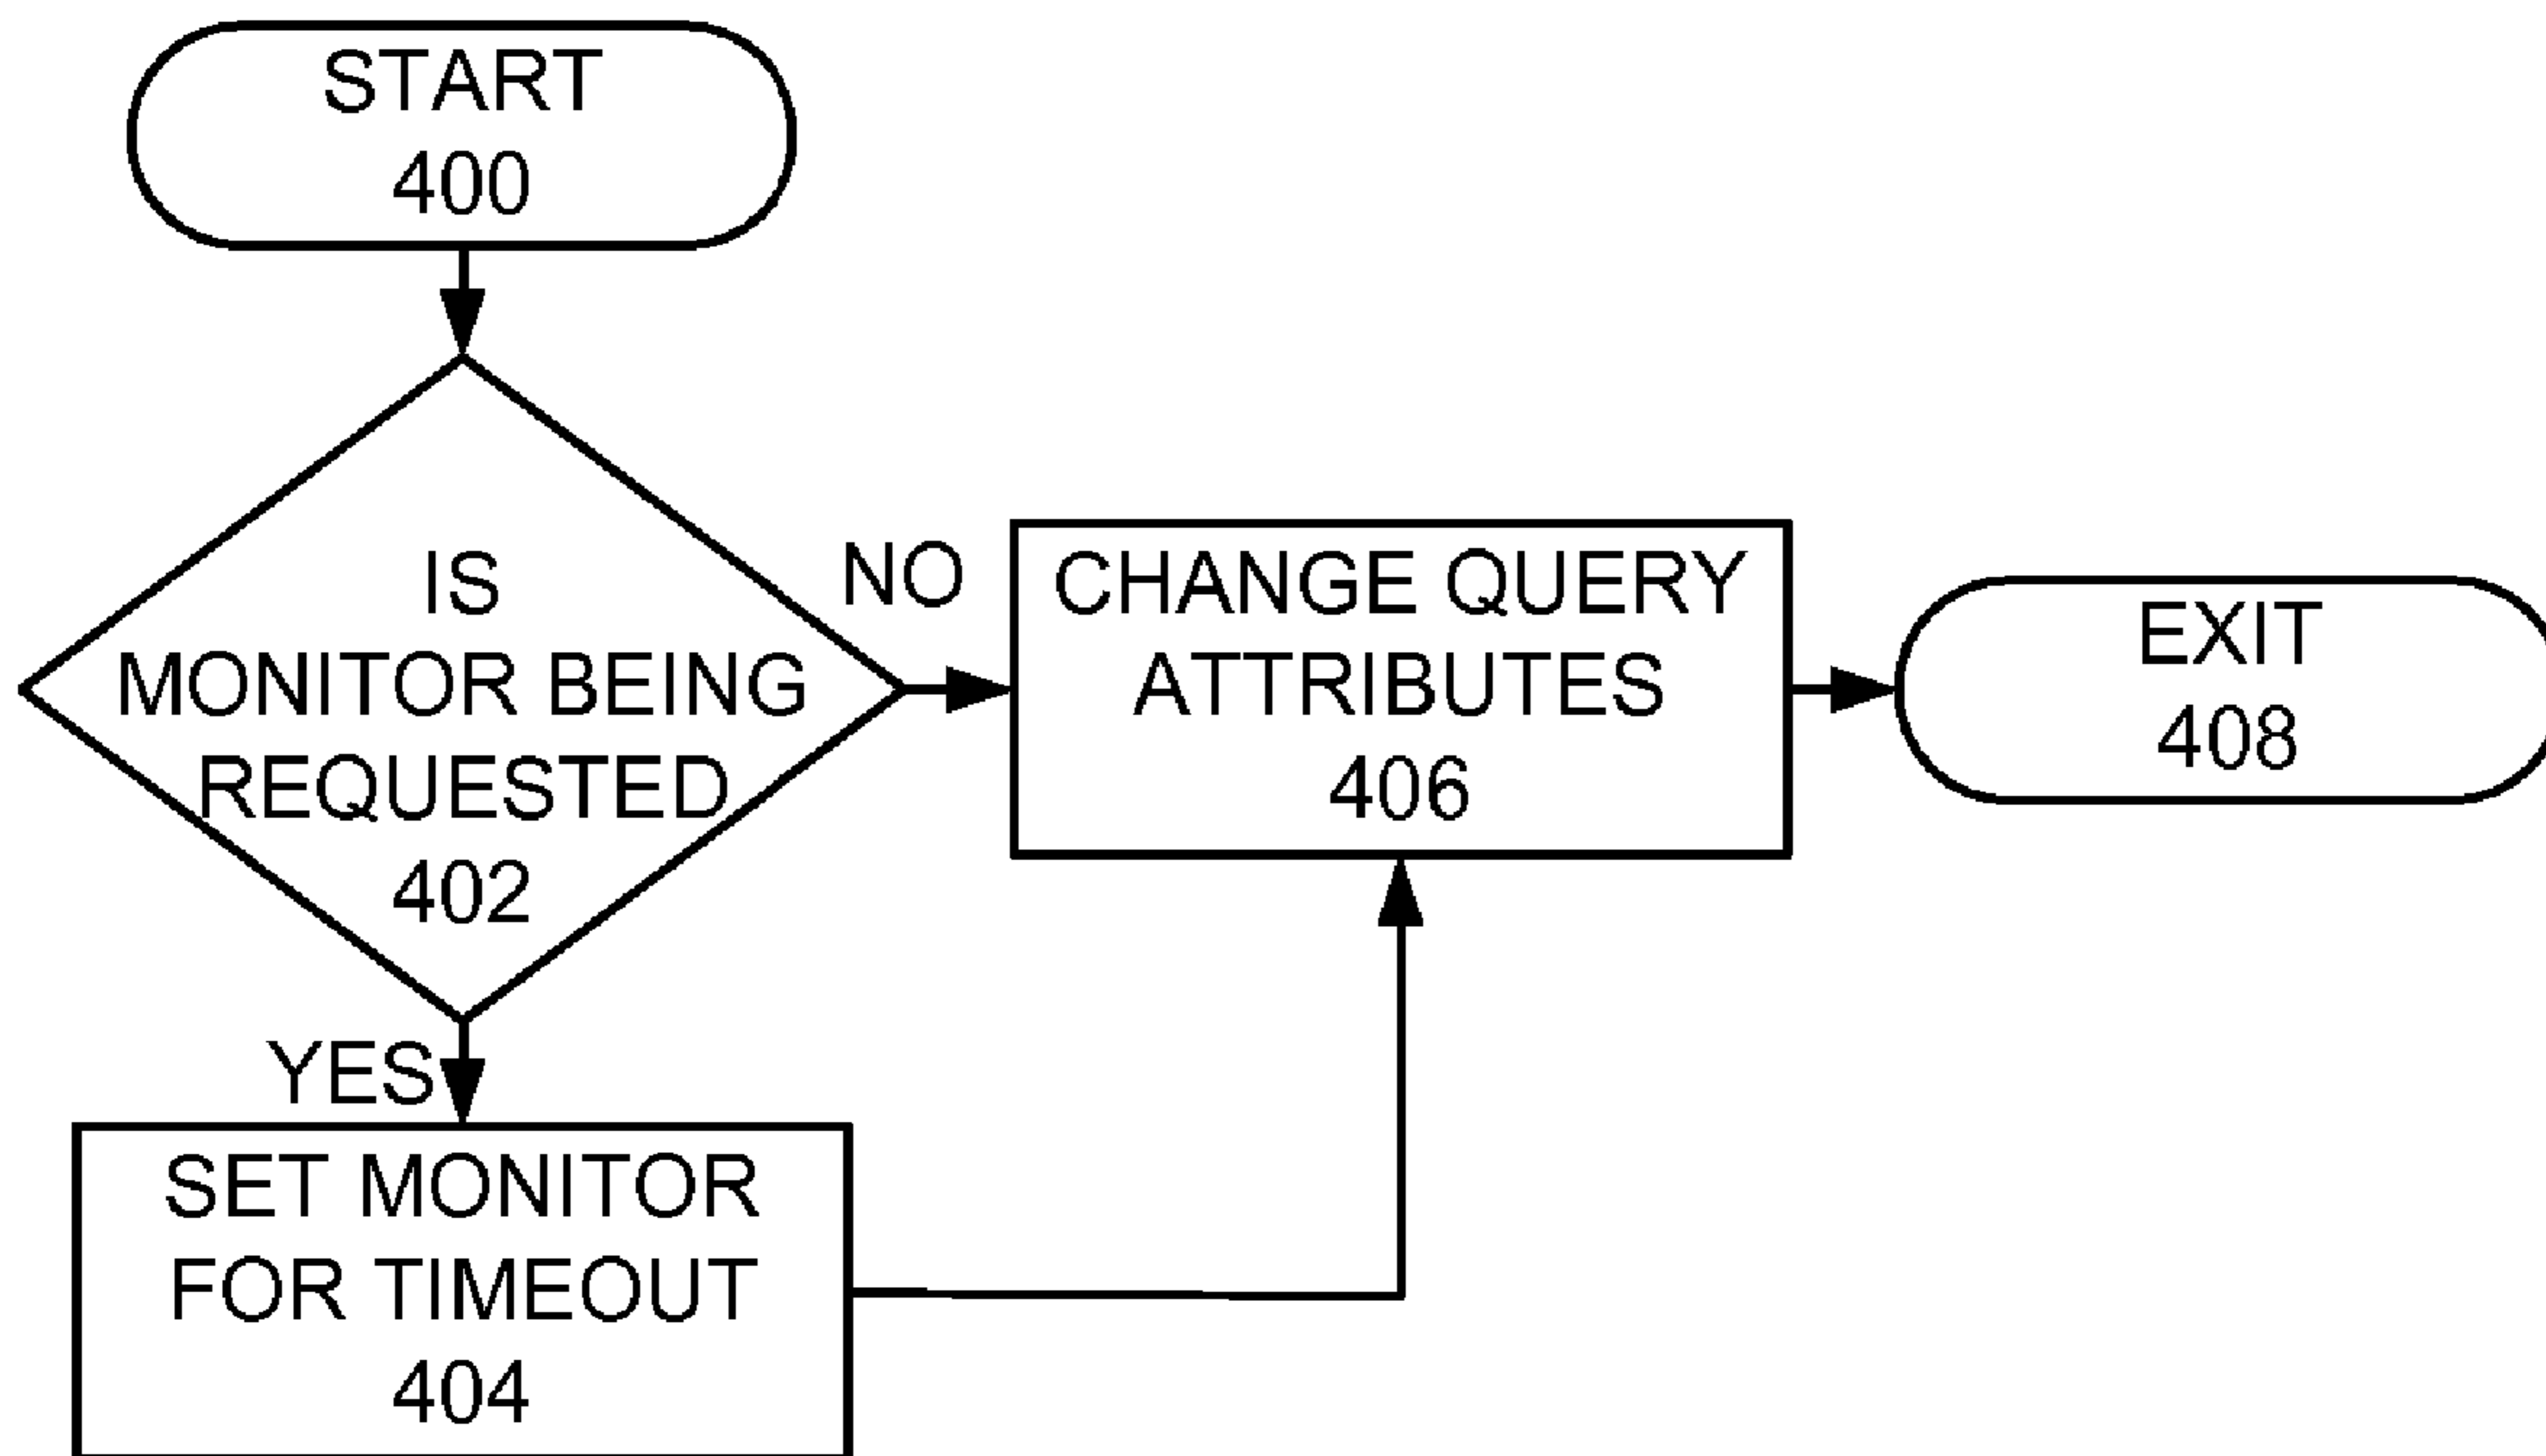 START
400
IS
MONITOR BEING
REQUESTED
402
NO
YES
CHANGE QUERY
ATTRIBUTES
406
EXIT
408
SET MONITOR
FOR TIMEOUT
404